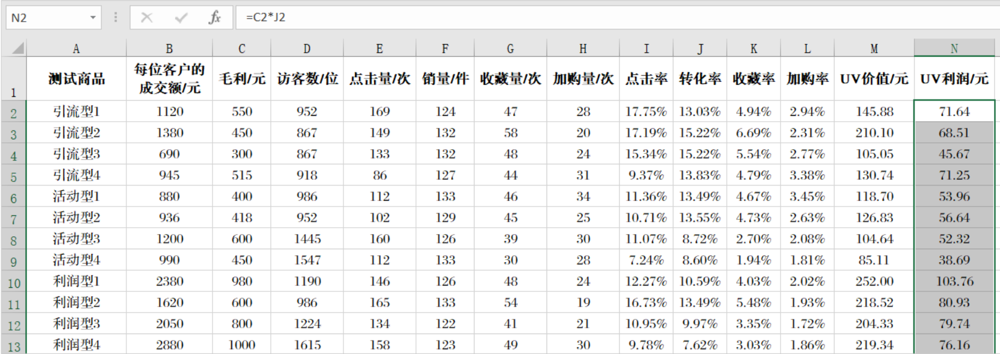 N2 fx =C2*J2
A B C D E F G H I J K L M N
1 测试商品 每位客户的成交额/元 毛利/元 访客数/位 点击量/次 销量/件 收藏量/次 加购量/次 点击率 转化率 收藏率 加购率 UV价值/元 UV利润/元
2 引流型1 1120 550 952 169 124 47 28 17.75% 13.03% 4.94% 2.94% 145.88 71.64
3 引流型2 1380 450 867 149 132 58 20 17.19% 15.22% 6.69% 2.31% 210.10 68.51
4 引流型3 690 300 867 133 132 48 24 15.34% 15.22% 5.54% 2.77% 105.05 45.67
5 引流型4 945 515 918 86 127 44 31 9.37% 13.83% 4.79% 3.38% 130.74 71.25
6 活动型1 880 400 986 112 133 46 34 11.36% 13.49% 4.67% 3.45% 118.70 53.96
7 活动型2 936 418 952 102 129 45 25 10.71% 13.55% 4.73% 2.63% 126.83 56.64
8 活动型3 1200 600 1445 160 126 39 30 11.07% 8.72% 2.70% 2.08% 104.64 52.32
9 活动型4 990 450 1547 112 133 30 28 7.24% 8.60% 1.94% 1.81% 85.11 38.69
10 利润型1 2380 980 1190 146 126 48 24 12.27% 10.59% 4.03% 2.02% 252.00 103.76
11 利润型2 1620 600 986 165 133 54 19 16.73% 13.49% 5.48% 1.93% 218.52 80.93
12 利润型3 2050 800 1224 134 122 41 21 10.95% 9.97% 3.35% 1.72% 204.33 79.74
13 利润型4 2880 1000 1615 158 123 49 30 9.78% 7.62% 3.03% 1.86% 219.34 76.16